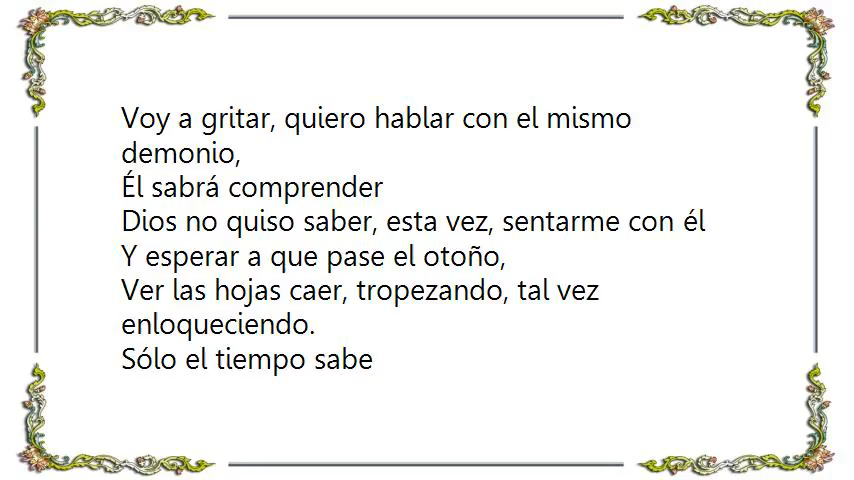 Voy a gritar, quiero hablar con el mismo
demonio,
Él sabrá comprender
Dios no quiso saber, esta vez, sentarme con él
Y esperar a que pase el otoño,
Ver las hojas caer, tropezando, tal vez
enloqueciendo.
Sólo el tiempo sabe